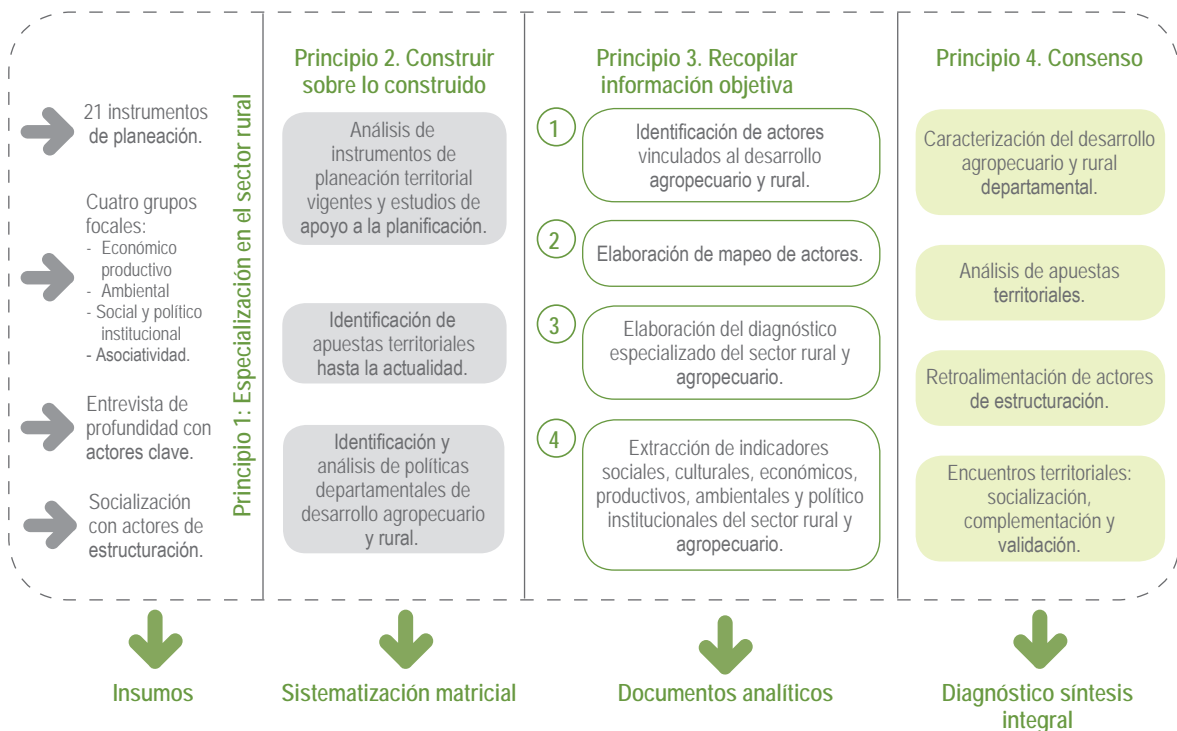 21 instrumentos
de planeación.
Cuatro grupos
focales:
- Económico
productivo
- Ambiental
- Social y político
institucional
- Asociatividad.
Entrevista de
profundidad con
actores clave.
Socialización
con actores de
estructuración.
Principio 1: Especialización en el sector rural
Insumos
Principio 2. Construir
sobre lo construido
Análisis de
instrumentos de
planeación territorial
vigentes y estudios de
apoyo a la planificación.
Identificación de
apuestas territoriales
hasta la actualidad.
Identificación y
análisis de políticas
departamentales de
desarrollo agropecuario
y rural.
Sistematización matricial
Principio 3. Recopilar
información objetiva
1
Identificación de actores
vinculados al desarrollo
agropecuario y rural.
2
Elaboración de mapeo de actores.
3
Elaboración del diagnóstico
especializado del sector rural y
agropecuario.
4
Extracción de indicadores
sociales, culturales, económicos,
productivos, ambientales y político
institucionales del sector rural y
agropecuario.
Documentos analíticos
Principio 4. Consenso
Caracterización del desarrollo
agropecuario y rural
departamental.
Análisis de apuestas
territoriales.
Retroalimentación de actores
de estructuración.
Encuentros territoriales:
socialización,
complementación y
validación.
Diagnóstico síntesis
integral